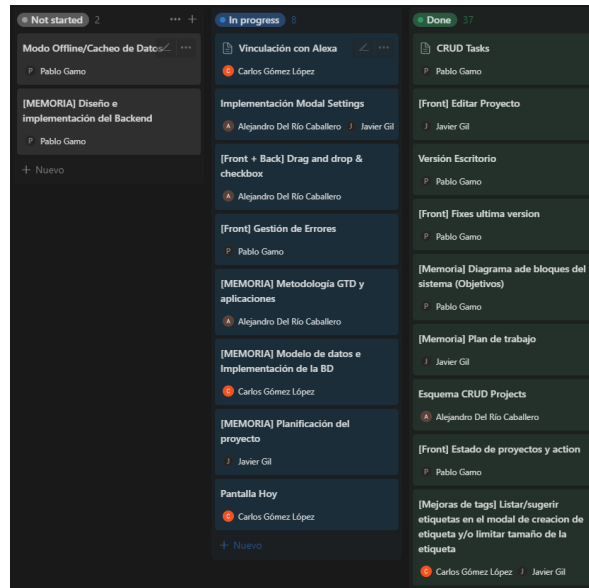 Not started 2
Modo Offline/Cacheo de Datos
P Pablo Gamo
[MEMORIA] Diseño e
implementación del Backend
P Pablo Gamo
+ Nuevo
In progress 8
Vinculación con Alexa
C Carlos Gómez López
Implementación Modal Settings
A Alejandro Del Río Caballero J Javier Gil
[Front + Back] Drag and drop &
checkbox
A Alejandro Del Río Caballero
[Front] Gestión de Errores
P Pablo Gamo
[MEMORIA] Metodología GTD y
aplicaciones
A Alejandro Del Río Caballero
[MEMORIA] Modelo de datos e
Implementación de la BD
C Carlos Gómez López
[MEMORIA] Planificación del
proyecto
J Javier Gil
Pantalla Hoy
C Carlos Gómez López
+ Nuevo
Done 37
CRUD Tasks
P Pablo Gamo
[Front] Editar Proyecto
J Javier Gil
Versión Escritorio
P Pablo Gamo
[Front] Fixes ultima version
P Pablo Gamo
[Memoria] Diagrama ade bloques del
sistema (Objetivos)
P Pablo Gamo
[Memoria] Plan de trabajo
J Javier Gil
Esquema CRUD Projects
A Alejandro Del Río Caballero
[Front] Estado de proyectos y action
P Pablo Gamo
[Mejoras de tags] Listar/sugerir
etiquetas en el modal de creacion de
etiqueta y/o limitar tamaño de la
etiqueta
C Carlos Gómez López J Javier Gil